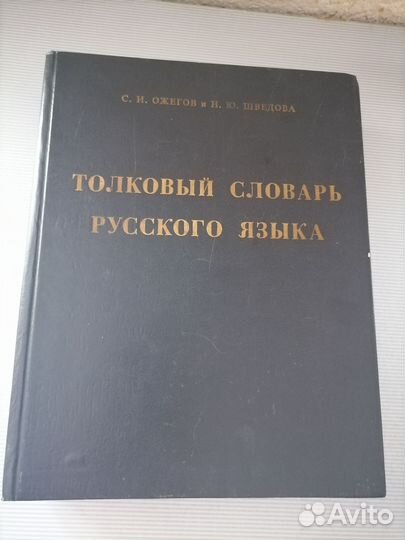 С. И. ОЖЕГОВ и Н. Ю. ШВЕДОВА
ТОЛКОВЫЙ СЛОВАРЬ
РУССКОГО ЯЗЫКА
Avito